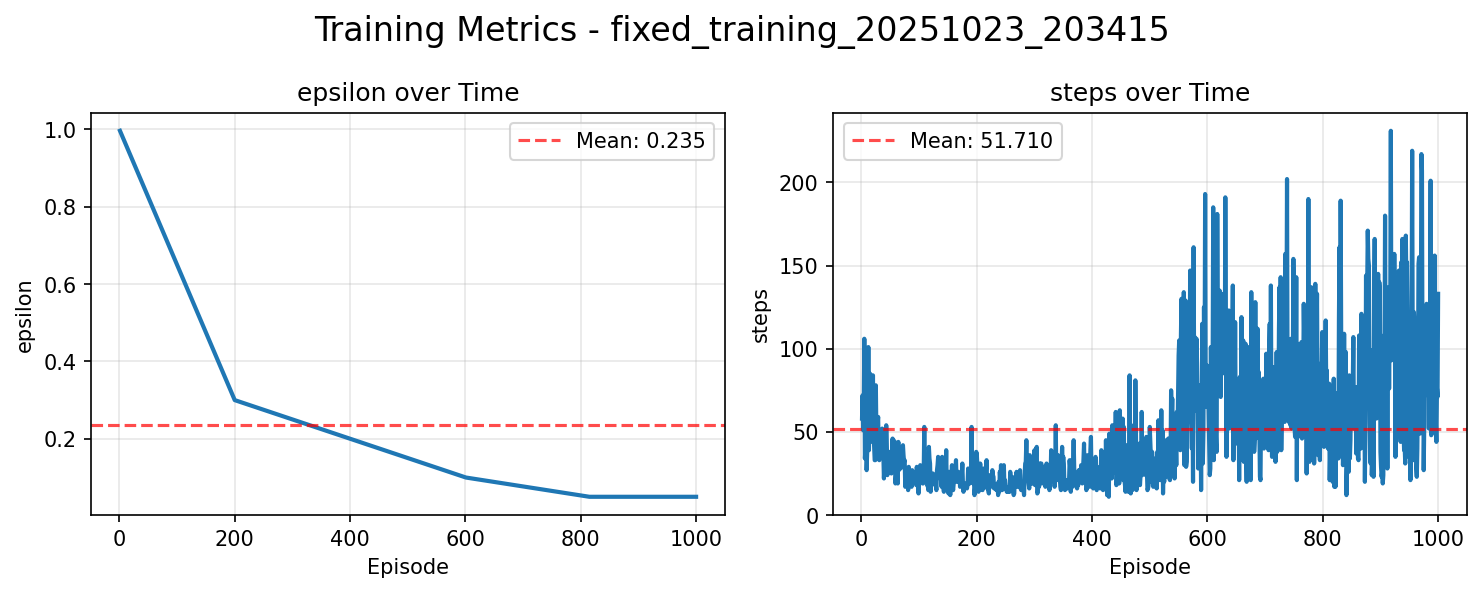 Training Metrics - fixed_training_20251023_203415
epsilon over Time
Mean: 0.235
1.0
0.8
0.6
0.4
0.2
epsilon
0 200 400 600 800 1000
Episode
steps over Time
Mean: 51.710
200
150
100
50
0
steps
0 200 400 600 800 1000
Episode